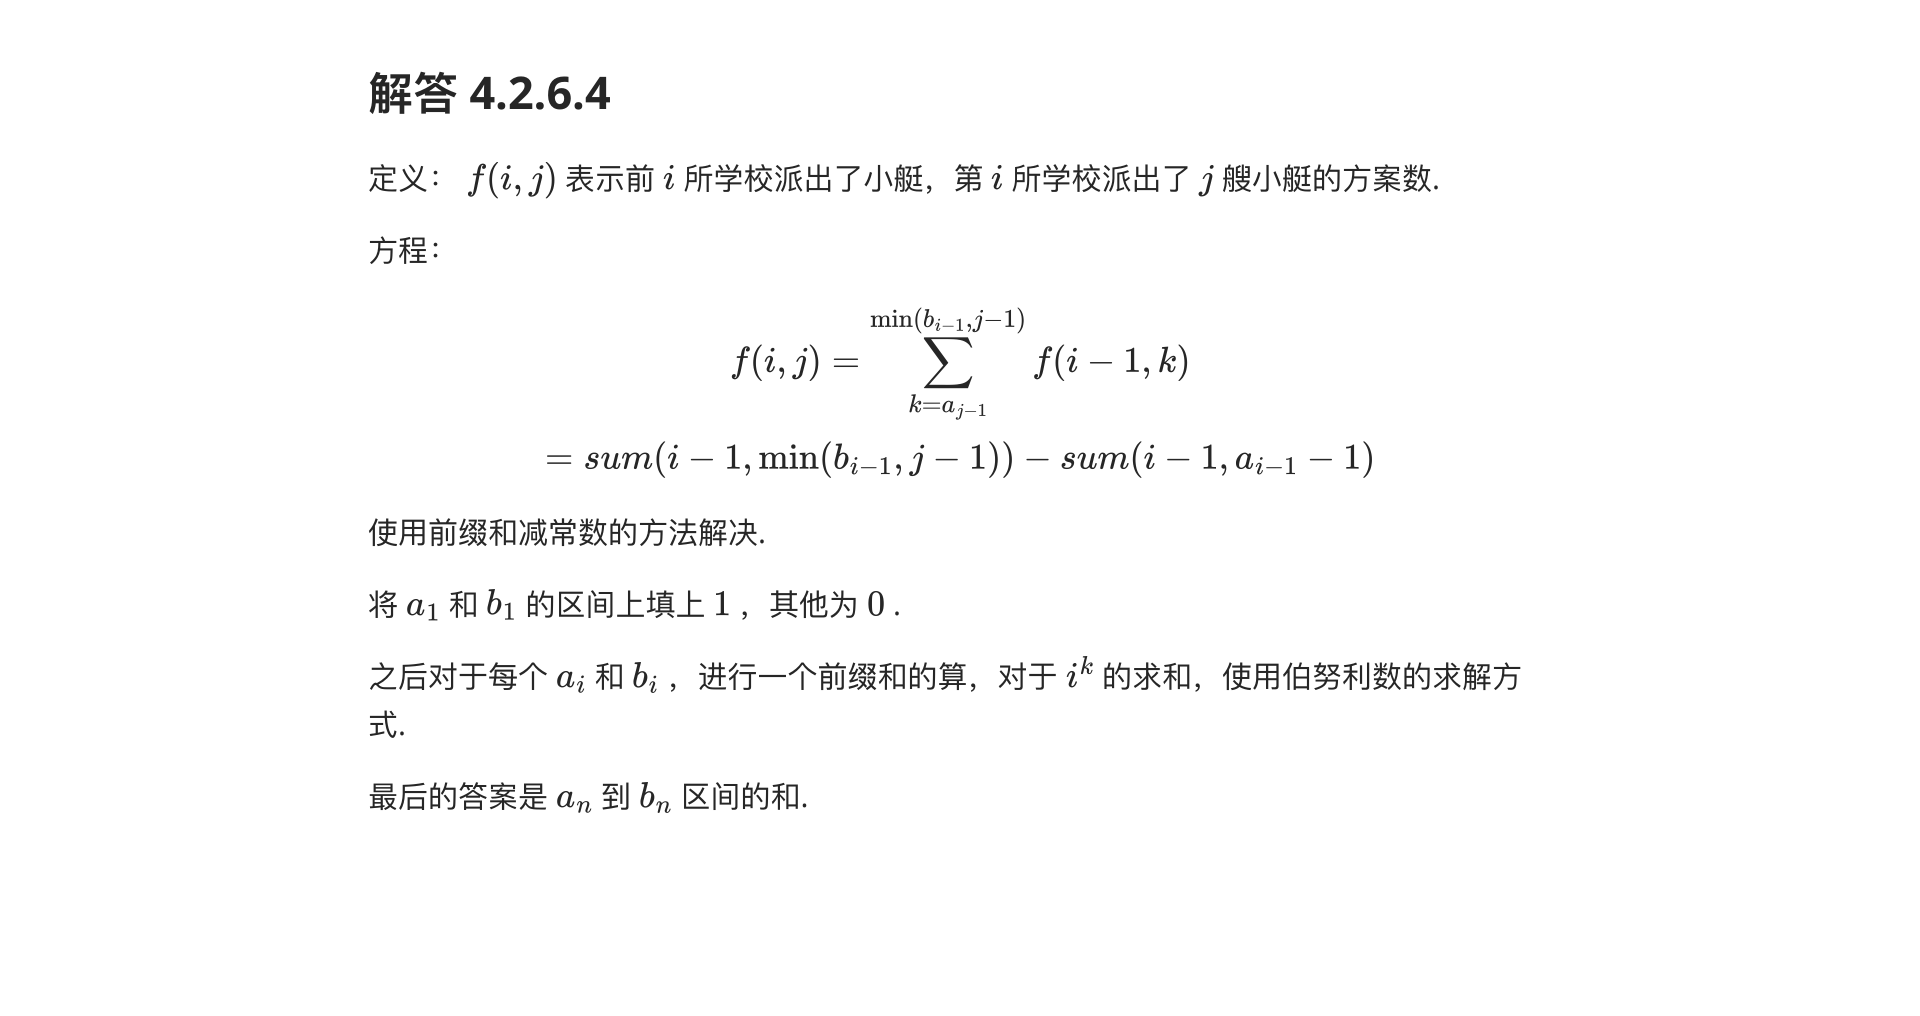 解答 4.2.6.4
定义： f(i, j) 表示前 i 所学校派出了小艇，第 i 所学校派出了 j 艘小艇的方案数.
方程：
f(i, j) = \sum_{k=a_{j-1}}^{\min(b_{i-1}, j-1)} f(i − 1, k)
= sum(i − 1, min(b_{i−1}, j − 1)) − sum(i − 1, a_{i−1} − 1)
使用前缀和减常数的方法解决.
将 a_1 和 b_1 的区间上填上 1 ，其他为 0 .
之后对于每个 a_i 和 b_i ，进行一个前缀和的算，对于 i^k 的求和，使用伯努利数的求解方
式.
最后的答案是 a_n 到 b_n 区间的和.